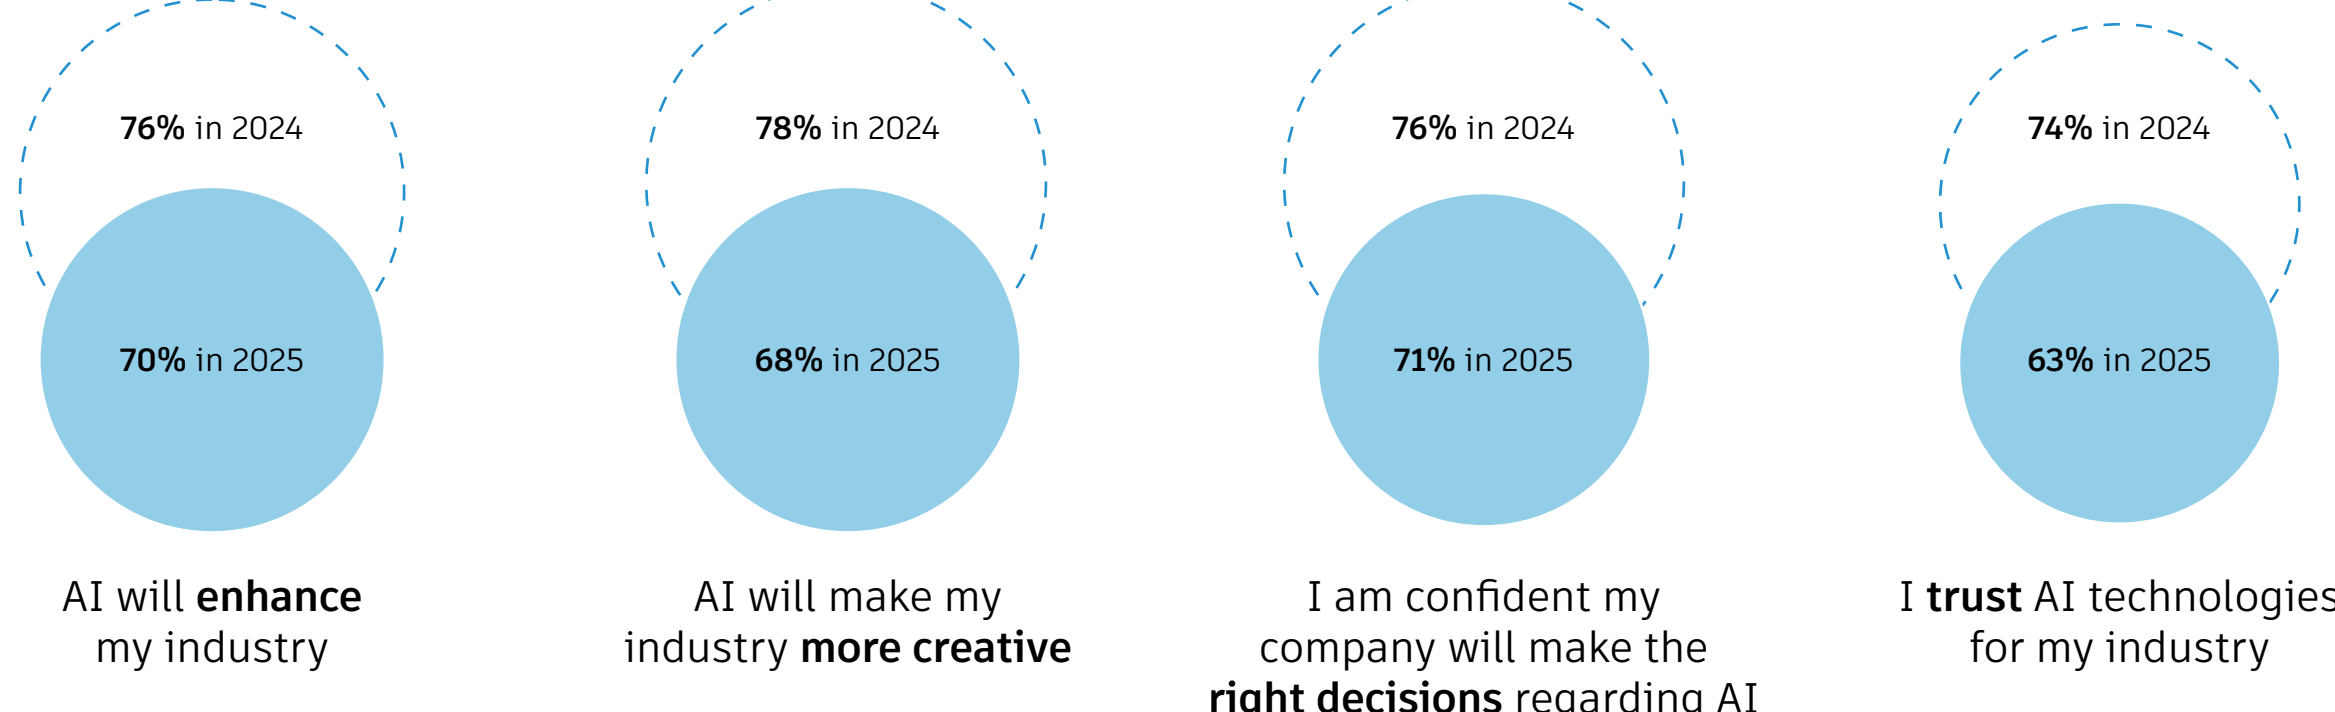 76% in 2024
70% in 2025
AI will enhance
my industry
78% in 2024
68% in 2025
AI will make my
industry more creative
76% in 2024
71% in 2025
I am confident my
company will make the
right decisions regarding AI
74% in 2024
63% in 2025
I trust AI technologies
for my industry